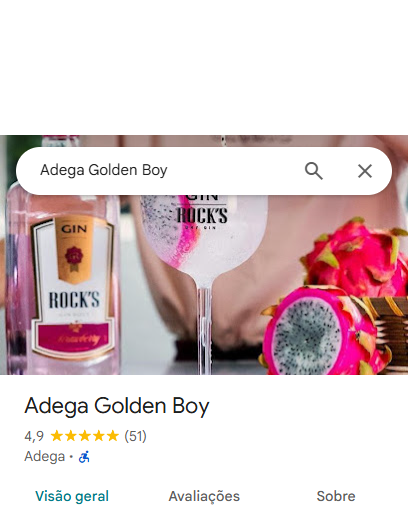 Adega Golden Boy
GIN
ROCK'S
DRY GIN
GIN
ROCK'S
Strawberry
Adega Golden Boy
4,9 (51)
Adega ·
Visão geral
Avaliações
Sobre